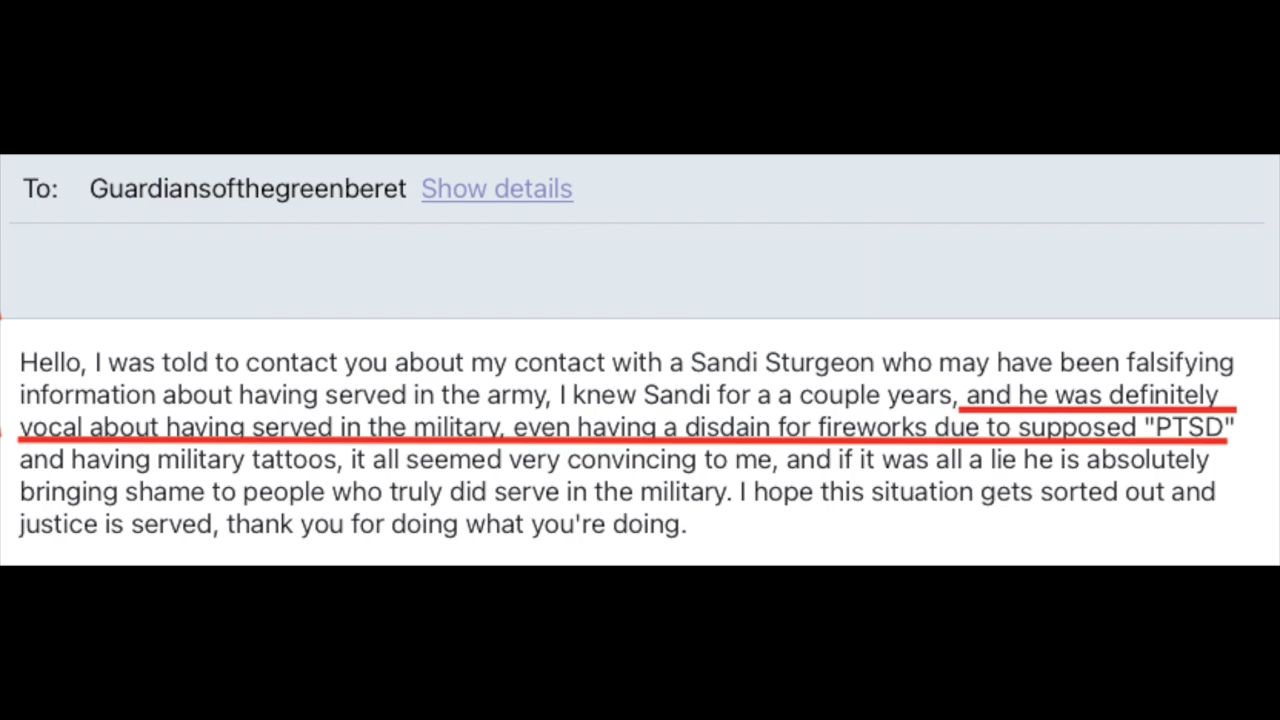 To: Guardiansofthegreenberet Show details
Hello, I was told to contact you about my contact with a Sandi Sturgeon who may have been falsifying
information about having served in the army, I knew Sandi for a a couple years, and he was definitely
vocal about having served in the military, even having a disdain for fireworks due to supposed "PTSD"
and having military tattoos, it all seemed very convincing to me, and if it was all a lie he is absolutely
bringing shame to people who truly did serve in the military. I hope this situation gets sorted out and
justice is served, thank you for doing what you're doing.